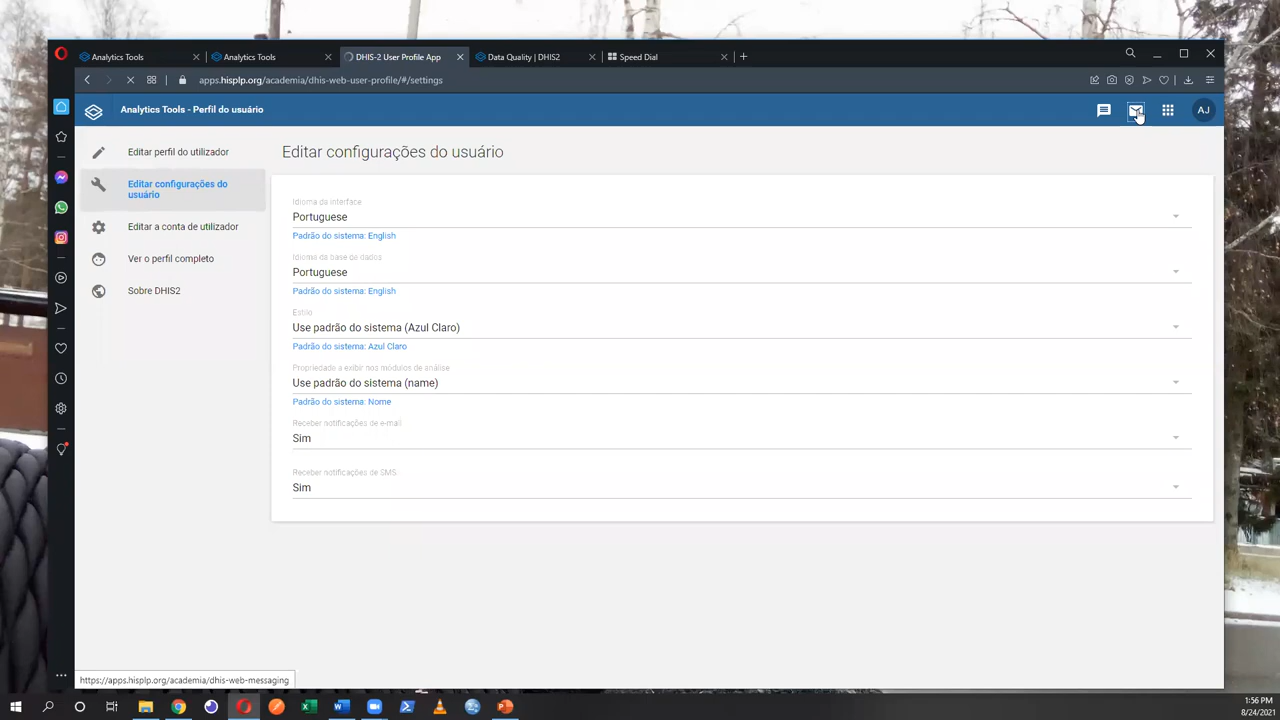 Analytics Tools
Analytics Tools
DHIS-2 User Profile App
Data Quality | DHIS2
Speed Dial
apps.hisplp.org/academia/dhis-web-user-profile/#/settings
Analytics Tools - Perfil do usuário
AJ
Editar perfil do utilizador
Editar configurações do
usuário
Editar a conta de utilizador
Ver o perfil completo
Sobre DHIS2
Editar configurações do usuário
Idioma da interface
Portuguese
Padrão do sistema: English
Idioma da base de dados
Portuguese
Padrão do sistema: English
Estilo
Use padrão do sistema (Azul Claro)
Padrão do sistema: Azul Claro
Propriedade a exibir nos módulos de análise
Use padrão do sistema (name)
Padrão do sistema: Nome
Receber notificações de e-mail
Sim
Receber notificações de SMS
Sim
https://apps.hisplp.org/academia/dhis-web-messaging
1:56 PM
8/24/2021